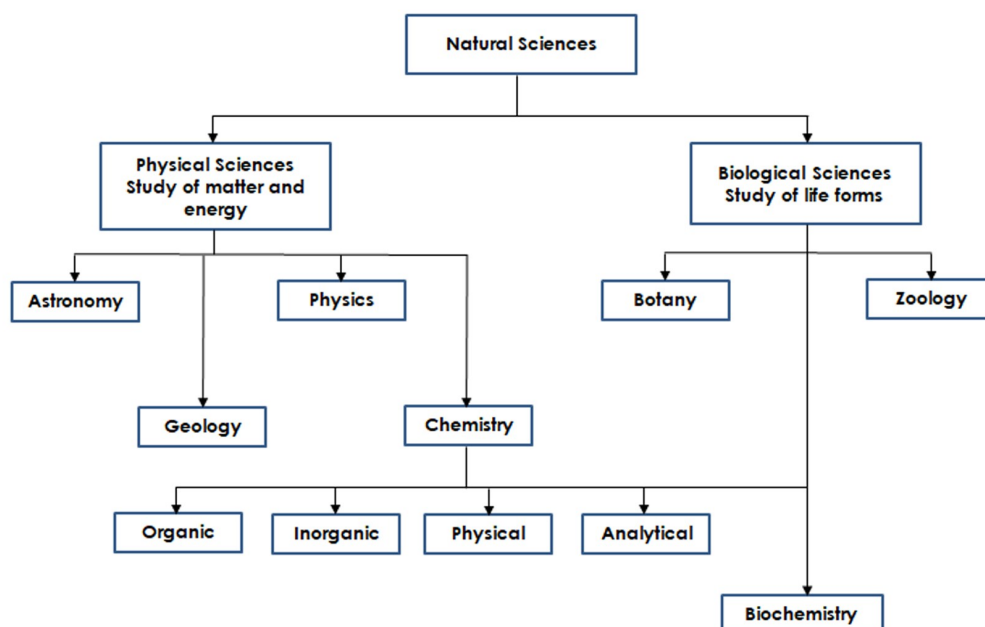 Natural Sciences
Physical Sciences
Study of matter and
energy
Biological Sciences
Study of life forms
Astronomy
Physics
Botany
Zoology
Geology
Chemistry
Organic
Inorganic
Physical
Analytical
Biochemistry